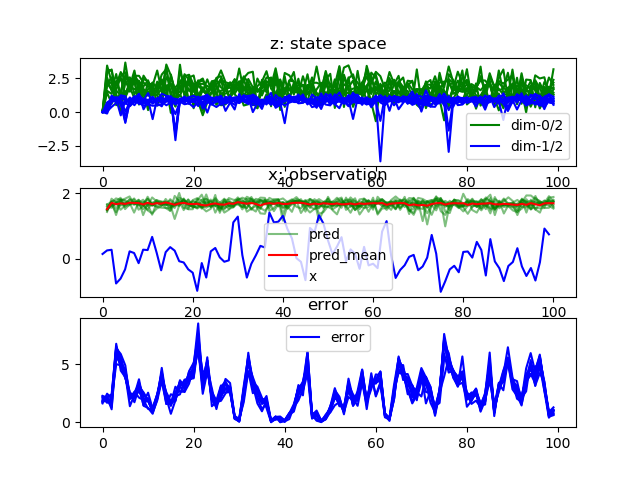 z: state space
2.5
0.0
−2.5
dim-0/2
dim-1/2
0 20 40 60 80 100
x: observation
2
0
pred
pred_mean
x
0 20 40 60 80 100
error
5
0
error
0 20 40 60 80 100